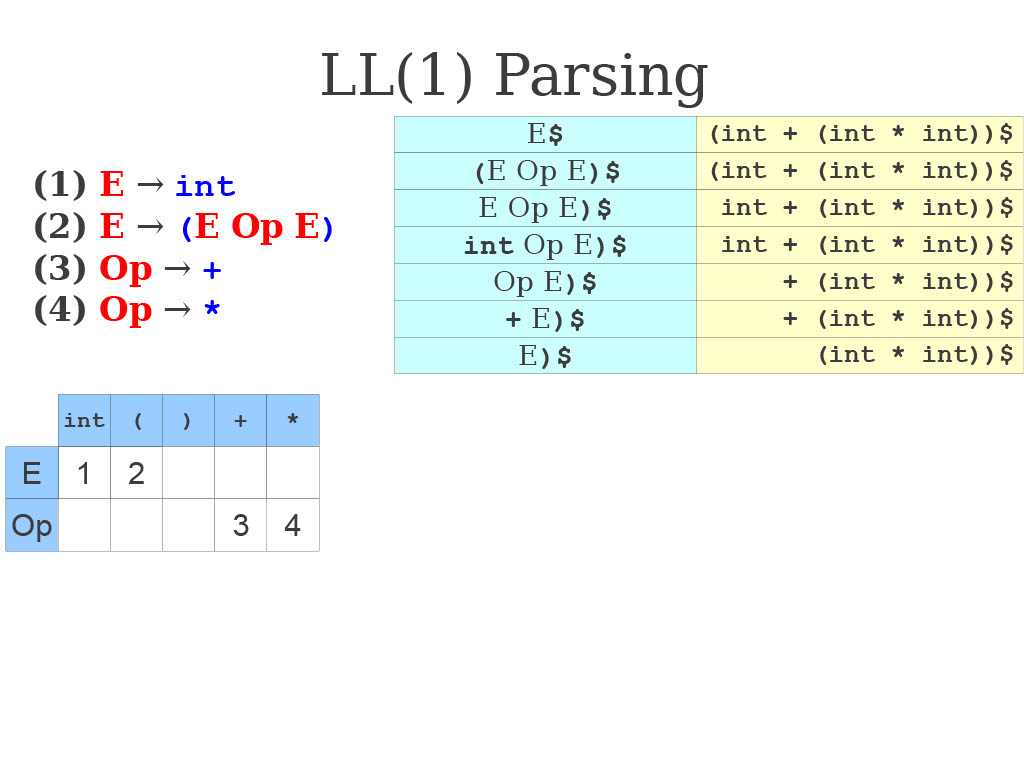 LL(1) Parsing
(1) E → int
(2) E → (E Op E)
(3) Op → +
(4) Op → *
E$ (int + (int * int))$
(E Op E)$ (int + (int * int))$
E Op E)$ int + (int * int))$
int Op E)$ int + (int * int))$
Op E)$ + (int * int))$
+ E)$ + (int * int))$
E)$ (int * int))$
int ( ) + *
E 1 2
Op 3 4